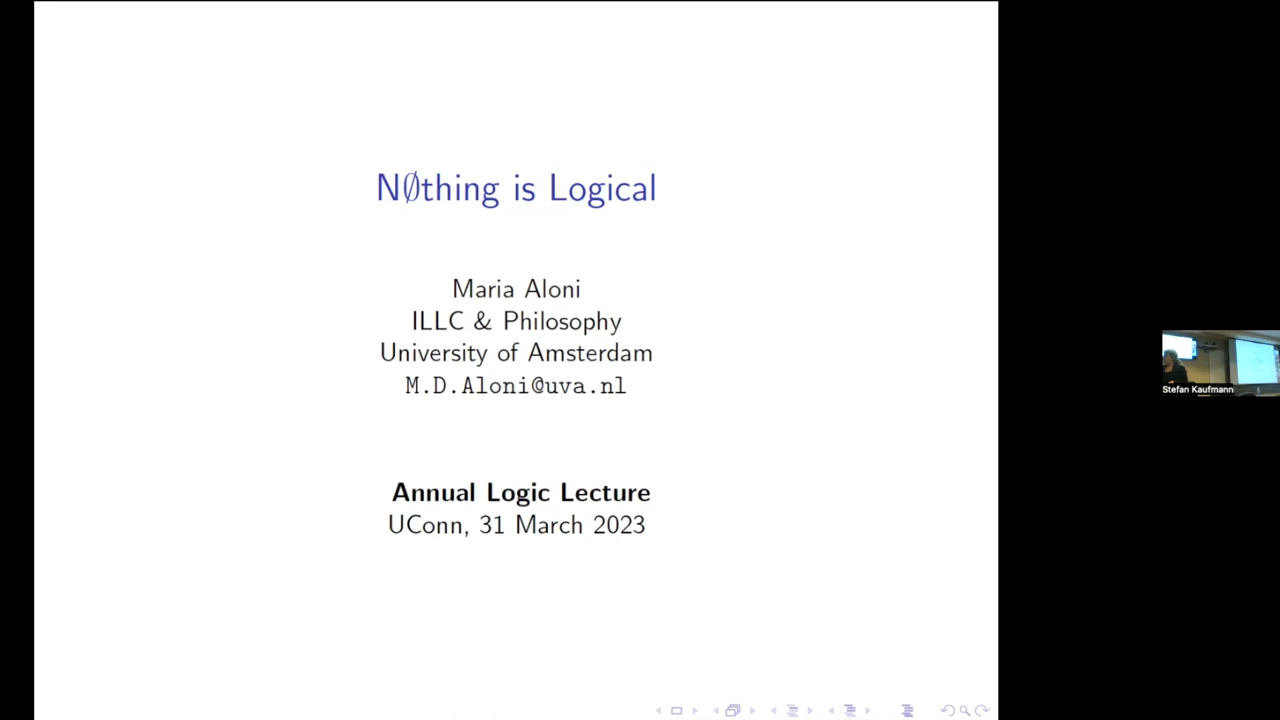 N∅thing is Logical
Maria Aloni
ILLC & Philosophy
University of Amsterdam
M.D.Aloni@uva.nl
Annual Logic Lecture
UConn, 31 March 2023
Stefan Kaufmann